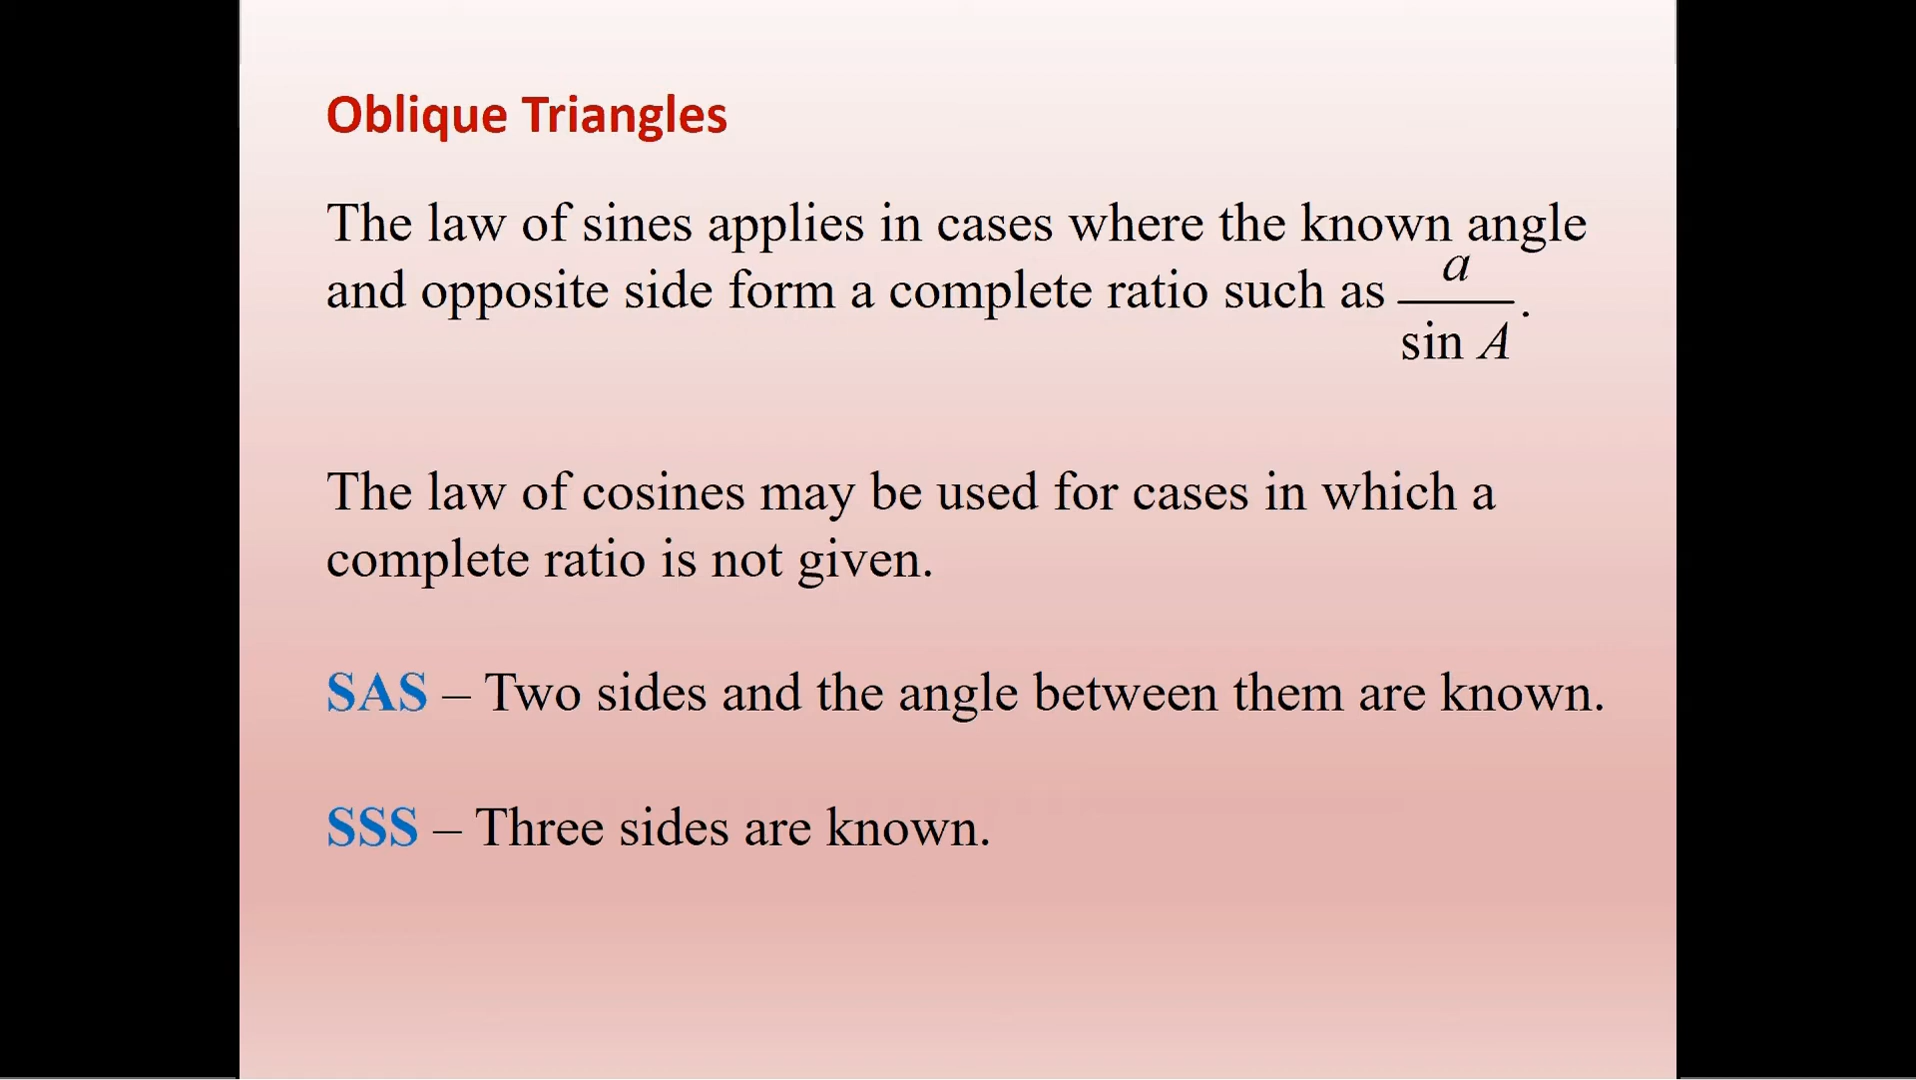 Oblique Triangles
The law of sines applies in cases where the known angle
and opposite side form a complete ratio such as a / sin A.
The law of cosines may be used for cases in which a
complete ratio is not given.
SAS – Two sides and the angle between them are known.
SSS – Three sides are known.